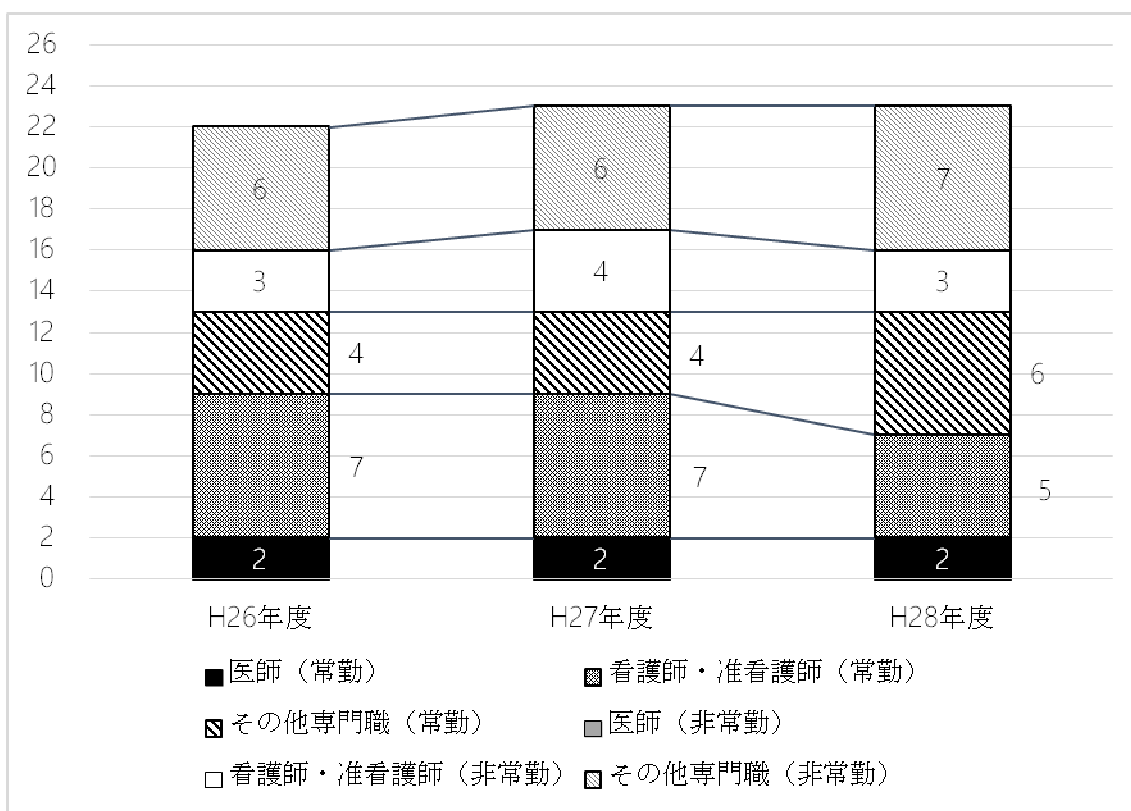 26
24
22
20
18
16
14
12
10
8
6
4
2
0
6 6 7
3 4 3
4 4 6
7 7 5
2 2 2
H26年度 H27年度 H28年度
医師（常勤） 看護師・准看護師（常勤）
その他専門職（常勤） 医師（非常勤）
看護師・准看護師（非常勤） その他専門職（非常勤）